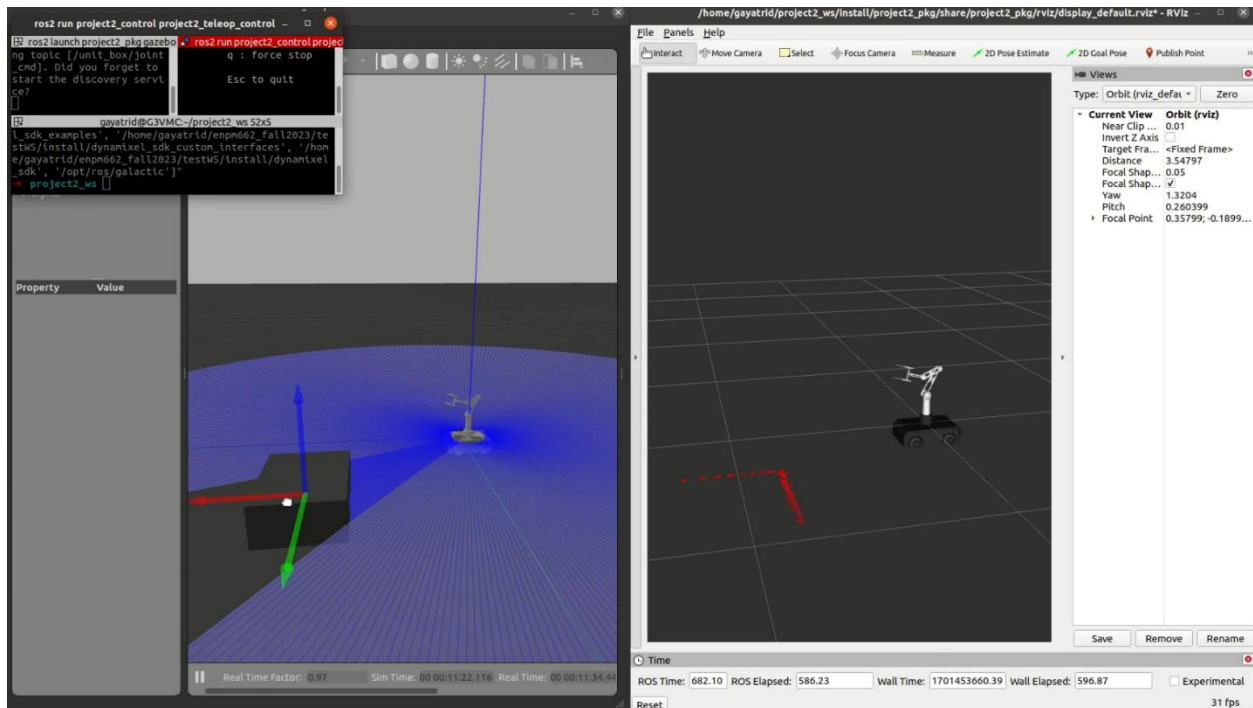 ros2 run project2_control project2_teleop_control
ros2 launch project2_pkg gazebo
ros2 run project2_control project
ng topic [/unit_box/joint
_cmd]. Did you forget to
start the discovery servi
ce?
q : force stop
Esc to quit
gayatrid@G3VMC:~/project2_ws 52x5
l_sdk_examples', '/home/gayatrid/enpm662_fall2023/te
stWS/install/dynamixel_sdk_custom_interfaces', '/hom
e/gayatrid/enpm662_fall2023/testWS/install/dynamixel
_sdk', '/opt/ros/galactic']"
project2_ws
Property Value
Real Time Factor: 0.97 Sim Time: 00 00:11:22.116 Real Time: 00 00:11:34.44
/home/gayatrid/project2_ws/install/project2_pkg/share/project2_pkg/rviz/display_default.rviz* - RViz
File Panels Help
Interact Move Camera Select Focus Camera Measure 2D Pose Estimate 2D Goal Pose Publish Point
Views
Type: Orbit (rviz_defau Zero
Current View Orbit (rviz)
Near Clip ... 0.01
Invert Z Axis
Target Fra... <Fixed Frame>
Distance 3.54797
Focal Shap... 0.05
Focal Shap...
Yaw 1.3204
Pitch 0.260399
Focal Point 0.35799; -0.1899...
Save Remove Rename
Time
ROS Time: 682.10 ROS Elapsed: 586.23 Wall Time: 1701453660.39 Wall Elapsed: 596.87 Experimental
Reset 31 fps